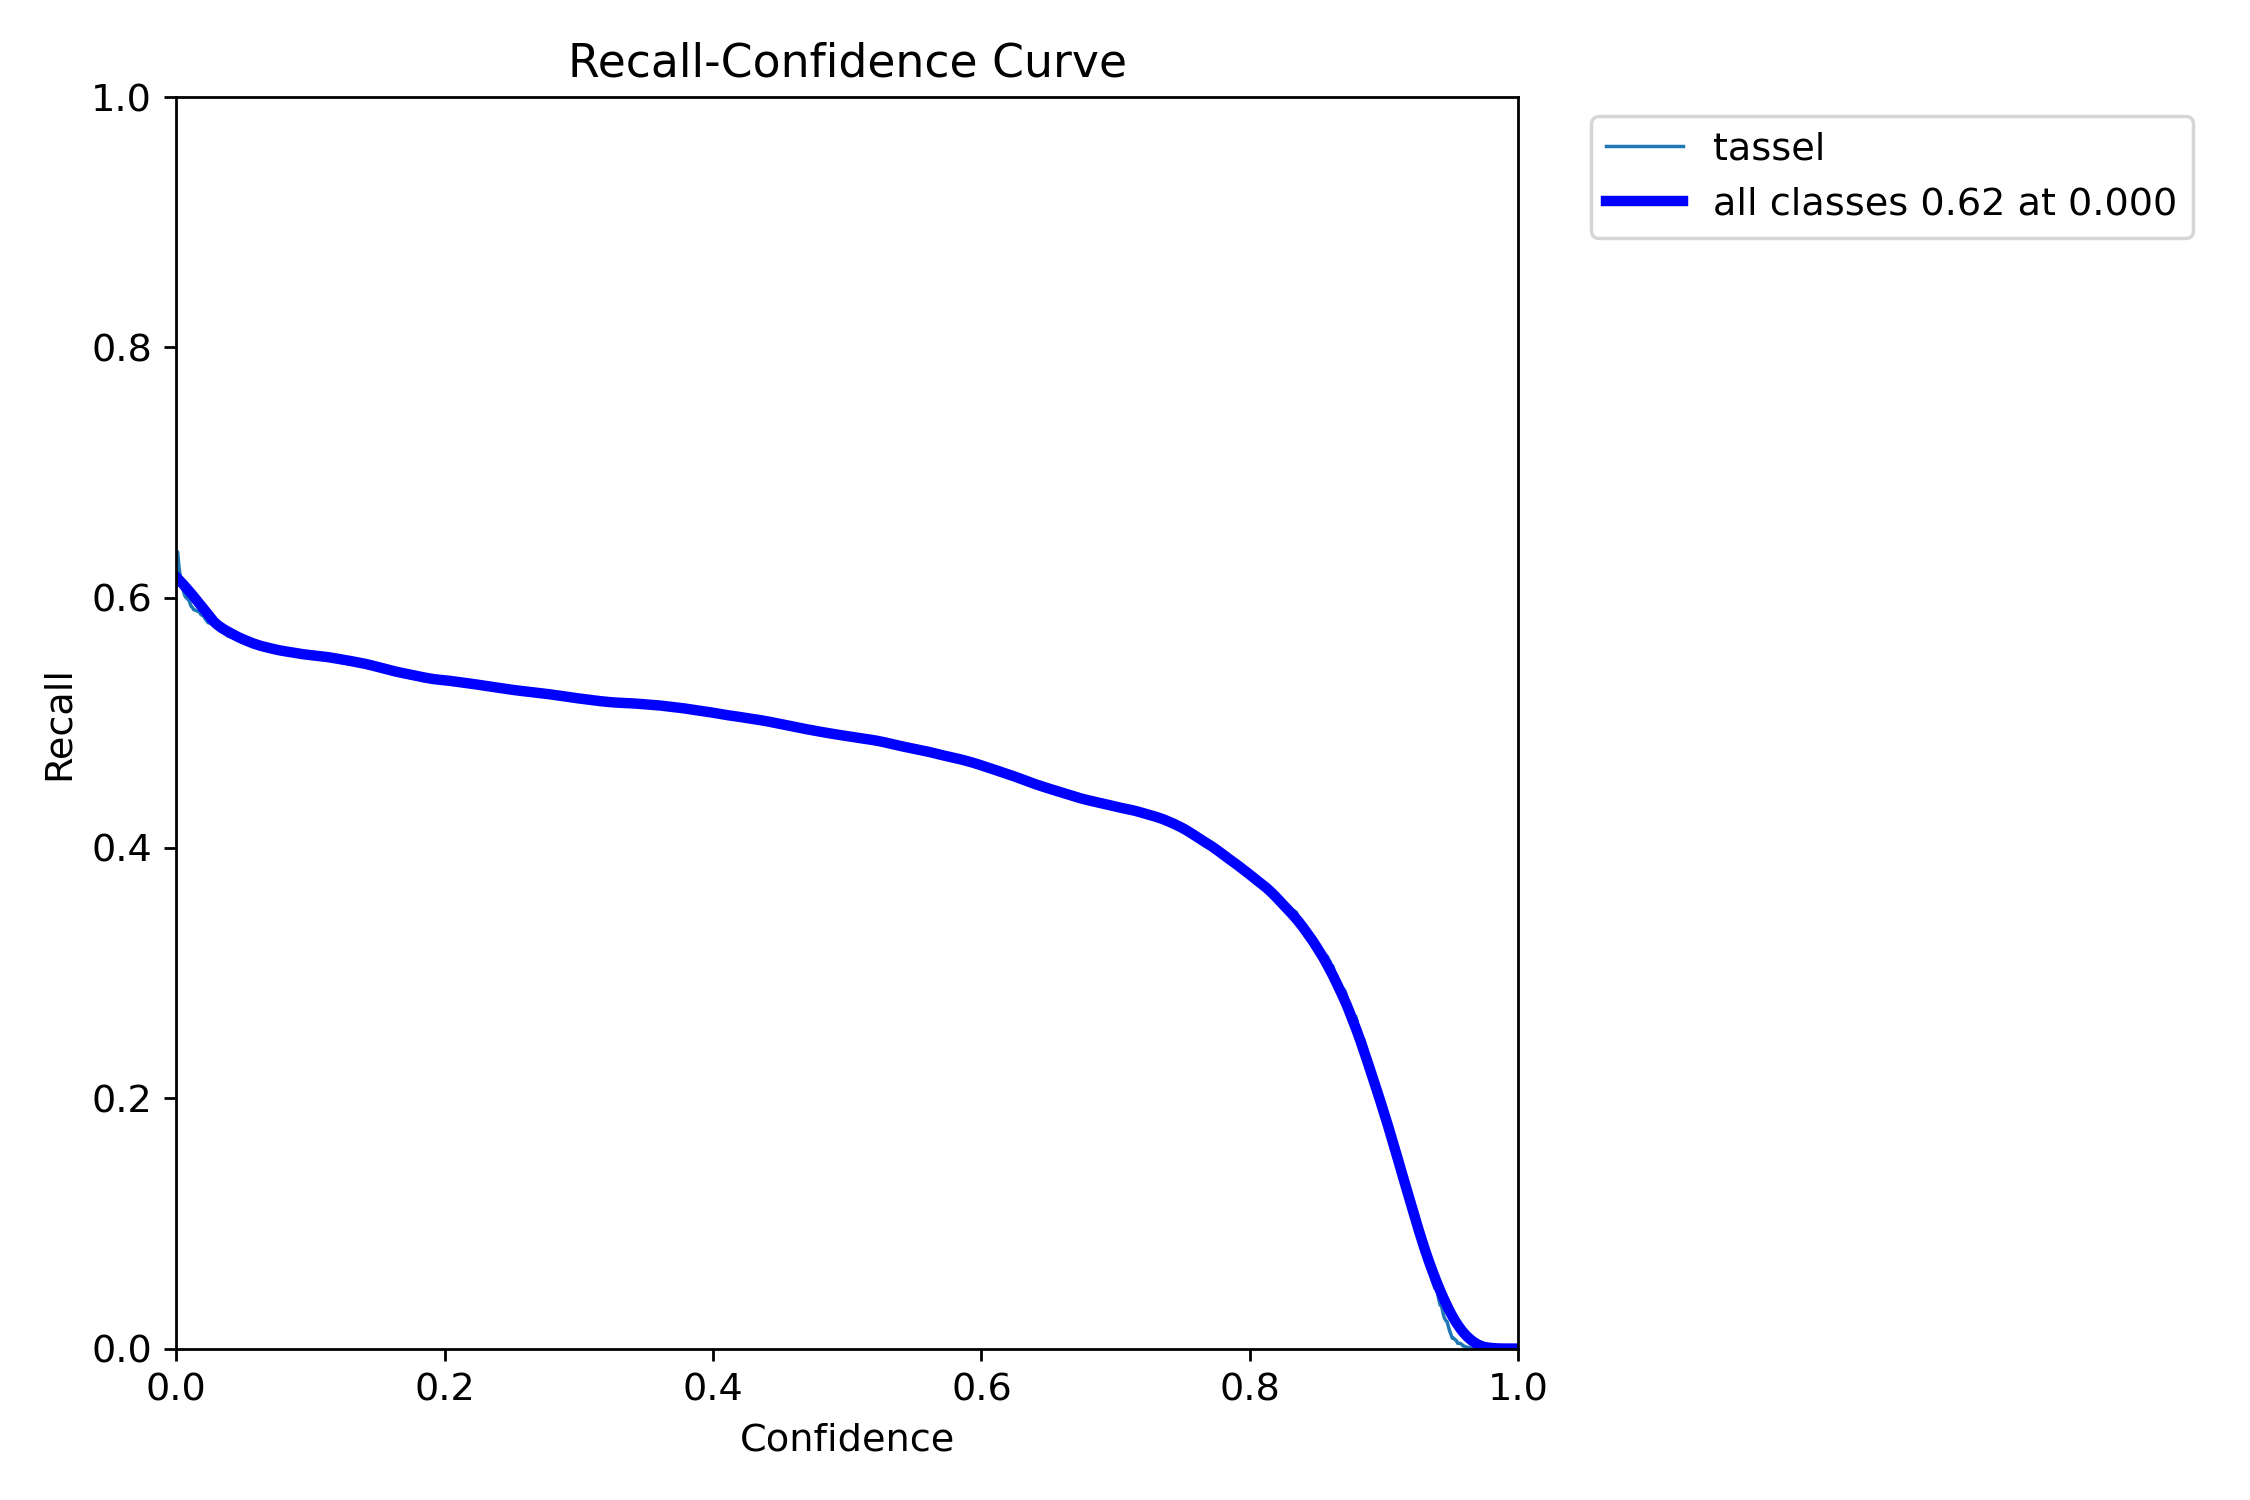 Recall-Confidence Curve
1.0
0.8
0.6
0.4
0.2
0.0
Recall
0.0 0.2 0.4 0.6 0.8 1.0
Confidence
tassel
all classes 0.62 at 0.000